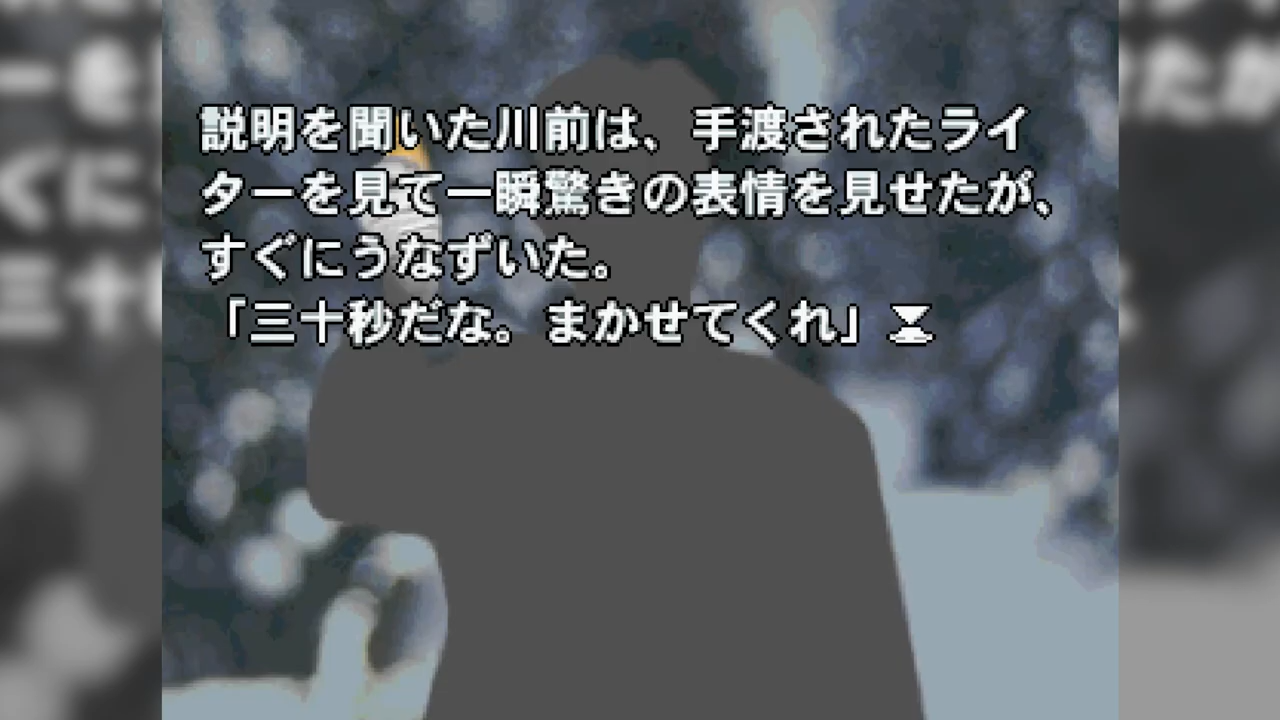 説明を聞いた川前は、手渡されたライ
ターを見て一瞬驚きの表情を見せたが、
すぐにうなずいた。
「三十秒だな。まかせてくれ」